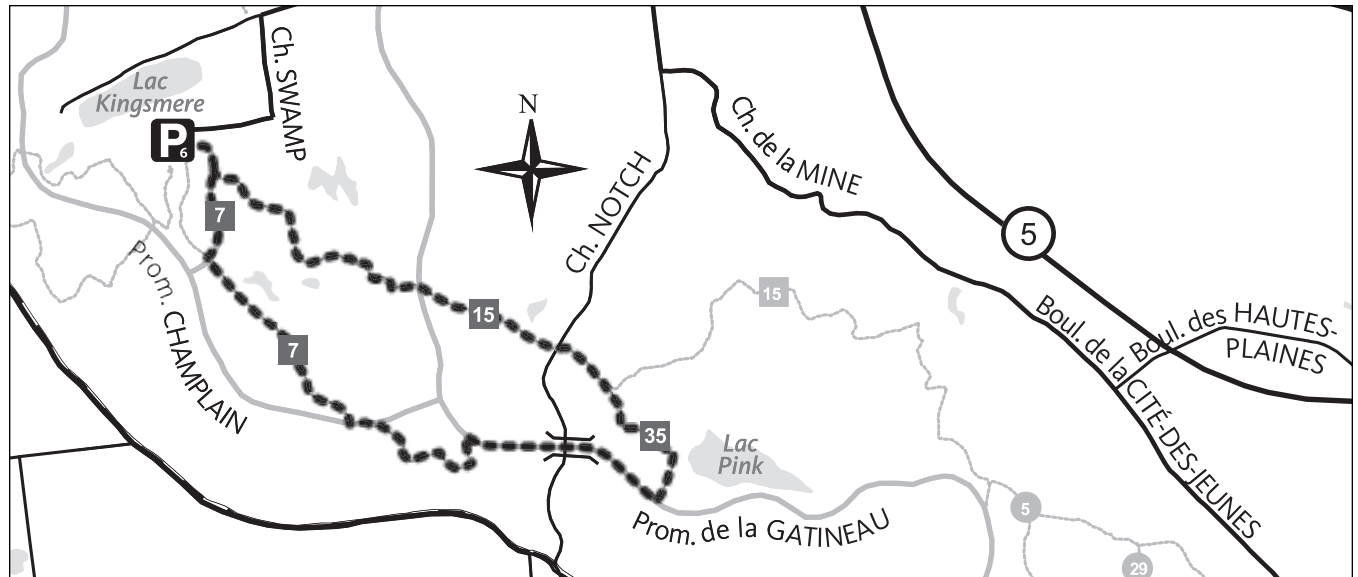 Ch. SWAMP
Lac
Kingsmere
P
6
N
Ch. NOTCH
Ch. de la MINE
5
7
Prom. CHAMPLAIN
15
15
7
Boul. de la CITÉ-DES-JEUNES
Boul. des HAUTES-
PLAINES
35
Lac
Pink
Prom. de la GATINEAU
5
29